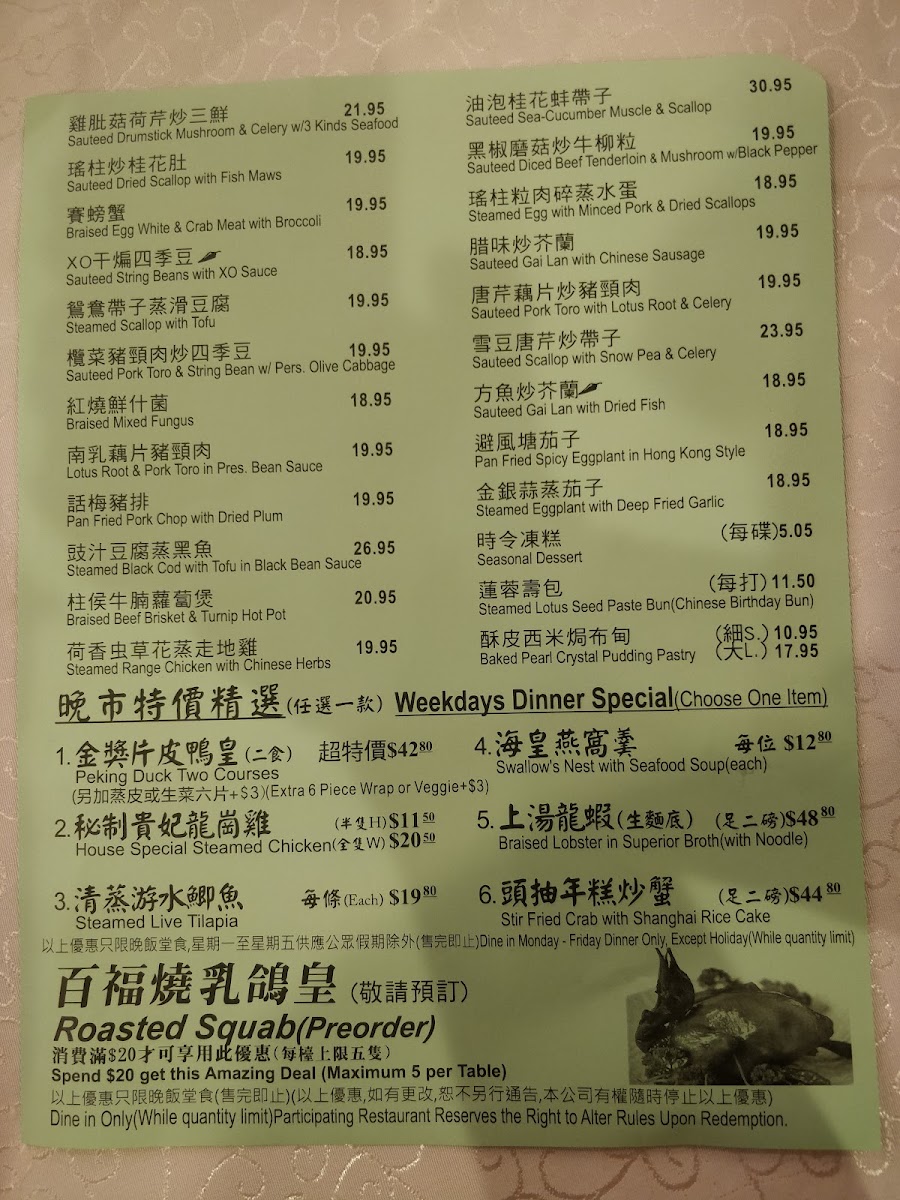 雞肶菇荷芹炒三鮮 21.95
Sauteed Drumstick Mushroom & Celery w/3 Kinds Seafood
瑤柱炒桂花肚 19.95
Sauteed Dried Scallop with Fish Maws
賽螃蟹 19.95
Braised Egg White & Crab Meat with Broccoli
XO干煸四季豆 18.95
Sauteed String Beans with XO Sauce
鴛鴦帶子蒸滑豆腐 19.95
Steamed Scallop with Tofu
欖菜豬頸肉炒四季豆 19.95
Sauteed Pork Toro & String Bean w/ Pers. Olive Cabbage
紅燒鮮什菌 18.95
Braised Mixed Fungus
南乳藕片豬頸肉 19.95
Lotus Root & Pork Toro in Pres. Bean Sauce
話梅豬排 19.95
Pan Fried Pork Chop with Dried Plum
豉汁豆腐蒸黑魚 26.95
Steamed Black Cod with Tofu in Black Bean Sauce
柱侯牛腩蘿蔔煲 20.95
Braised Beef Brisket & Turnip Hot Pot
荷香虫草花蒸走地雞 19.95
Steamed Range Chicken with Chinese Herbs
油泡桂花蚌帶子 30.95
Sauteed Sea-Cucumber Muscle & Scallop
黑椒磨菇炒牛柳粒 19.95
Sauteed Diced Beef Tenderloin & Mushroom w/Black Pepper
瑤柱粒肉碎蒸水蛋 18.95
Steamed Egg with Minced Pork & Dried Scallops
腊味炒芥蘭 19.95
Sauteed Gai Lan with Chinese Sausage
唐芹藕片炒豬頸肉 19.95
Sauteed Pork Toro with Lotus Root & Celery
雪豆唐芹炒帶子 23.95
Sauteed Scallop with Snow Pea & Celery
方魚炒芥蘭 18.95
Sauteed Gai Lan with Dried Fish
避風塘茄子 18.95
Pan Fried Spicy Eggplant in Hong Kong Style
金銀蒜蒸茄子 18.95
Steamed Eggplant with Deep Fried Garlic
時令凍糕 (每碟)5.05
Seasonal Dessert
蓮蓉壽包 (每打)11.50
Steamed Lotus Seed Paste Bun(Chinese Birthday Bun)
酥皮西米焗布甸 (細S.) 10.95
Baked Pearl Crystal Pudding Pastry (大L.) 17.95
晚市特價精選(任選一款) Weekdays Dinner Special(Choose One Item)
1. 金獎片皮鴨皇(二食) 超特價$42.80
Peking Duck Two Courses
(另加蒸皮或生菜六片+$3)(Extra 6 Piece Wrap or Veggie+$3)
2. 秘制貴妃龍崗雞 (半隻H)$11.50
House Special Steamed Chicken(全隻W) $20.50
3. 清蒸游水鯽魚 每條(Each) $19.80
Steamed Live Tilapia
4. 海皇燕窩羹 每位 $12.80
Swallow's Nest with Seafood Soup(each)
5. 上湯龍蝦(生麵底) (足二磅)$48.80
Braised Lobster in Superior Broth(with Noodle)
6. 頭抽年糕炒蟹 (足二磅)$44.80
Stir Fried Crab with Shanghai Rice Cake
以上優惠只限晚飯堂食,星期一至星期五供應公眾假期除外(售完即止)Dine in Monday - Friday Dinner Only, Except Holiday(While quantity limit)
百福燒乳鴿皇 (敬請預訂)
Roasted Squab(Preorder)
消費滿$20才可享用此優惠(每檯上限五隻)
Spend $20 get this Amazing Deal (Maximum 5 per Table)
以上優惠只限晚飯堂食(售完即止)(以上優惠,如有更改,恕不另行通告,本公司有權隨時停止以上優惠)
Dine in Only(While quantity limit)Participating Restaurant Reserves the Right to Alter Rules Upon Redemption.